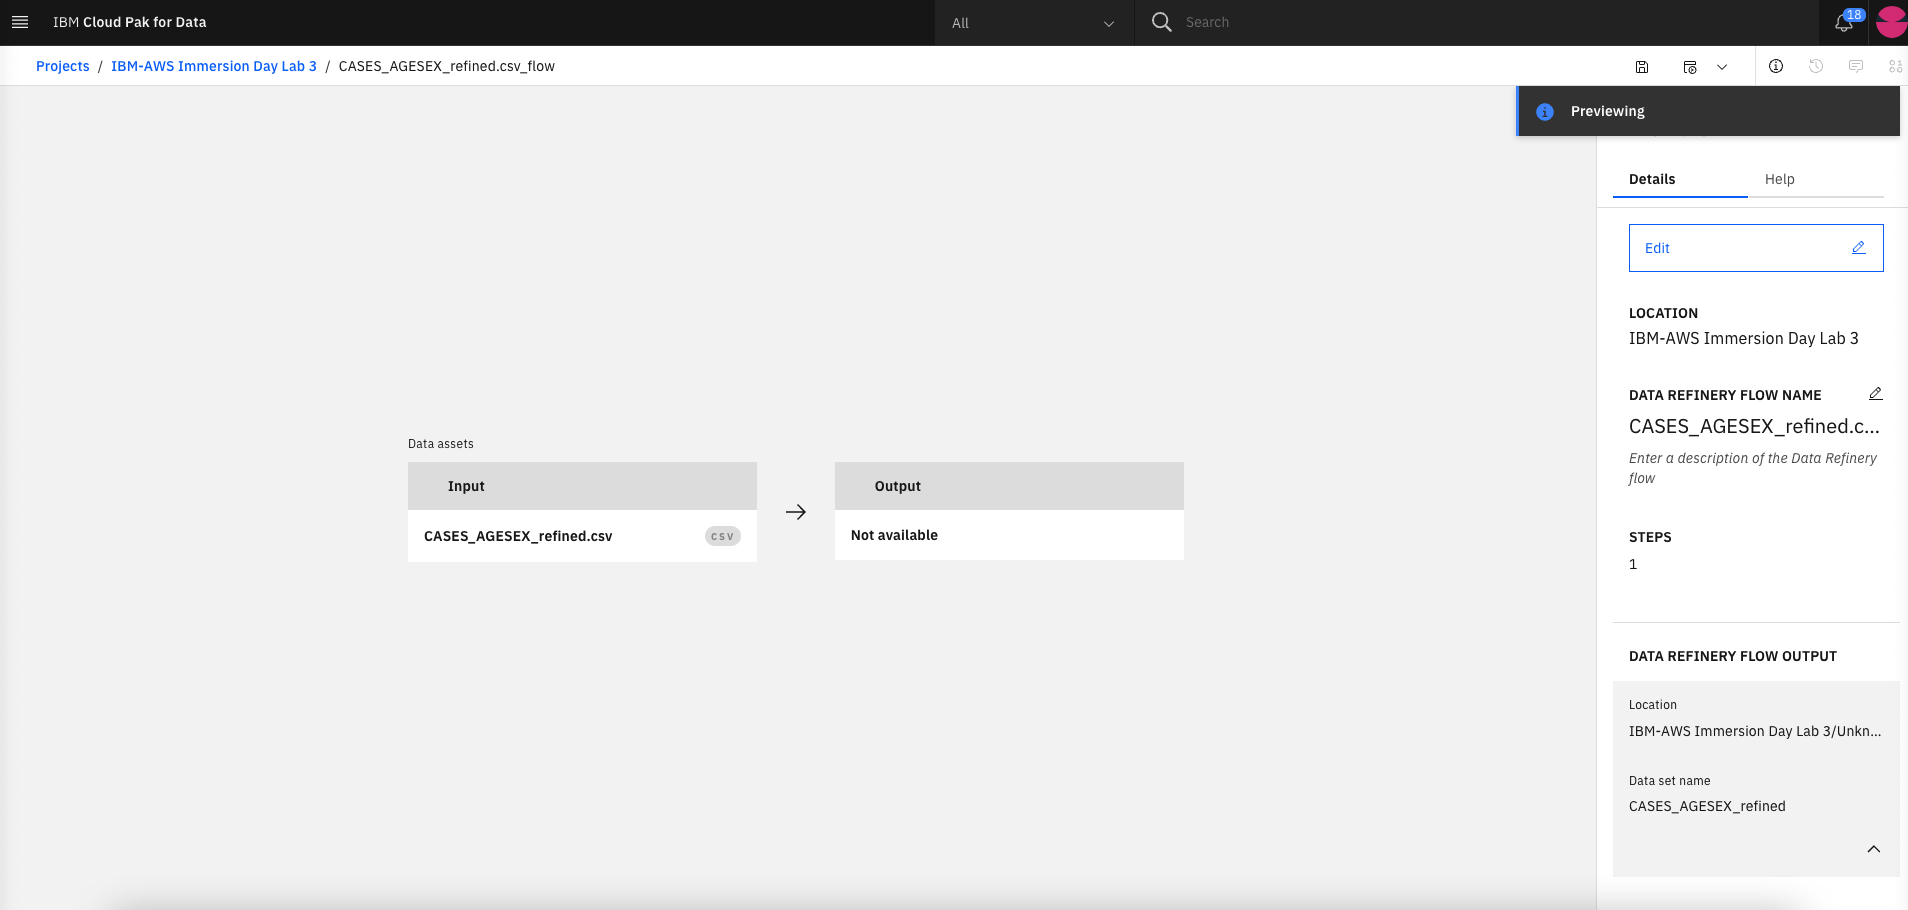 IBM Cloud Pak for Data
All
Search
18
Projects / IBM-AWS Immersion Day Lab 3 / CASES_AGESEX_refined.csv_flow
Previewing
Details
Help
Edit
LOCATION
IBM-AWS Immersion Day Lab 3
DATA REFINERY FLOW NAME
CASES_AGESEX_refined.c...
Enter a description of the Data Refinery
flow
STEPS
1
DATA REFINERY FLOW OUTPUT
Location
IBM-AWS Immersion Day Lab 3/Unkn...
Data set name
CASES_AGESEX_refined
Data assets
Input
CASES_AGESEX_refined.csv
CSV
Output
Not available